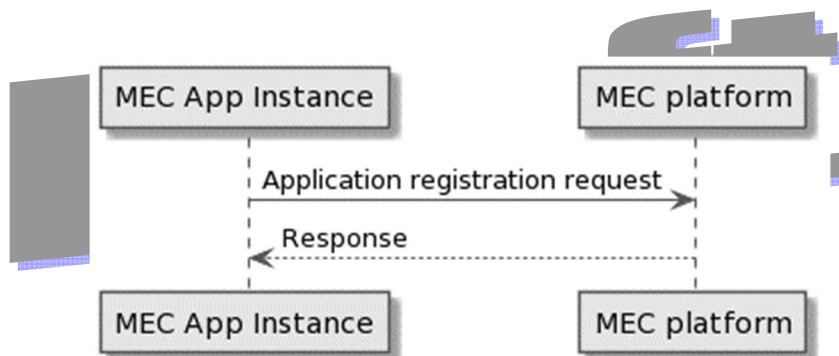 MEC App Instance
MEC platform
Application registration request
Response
MEC App Instance
MEC platform